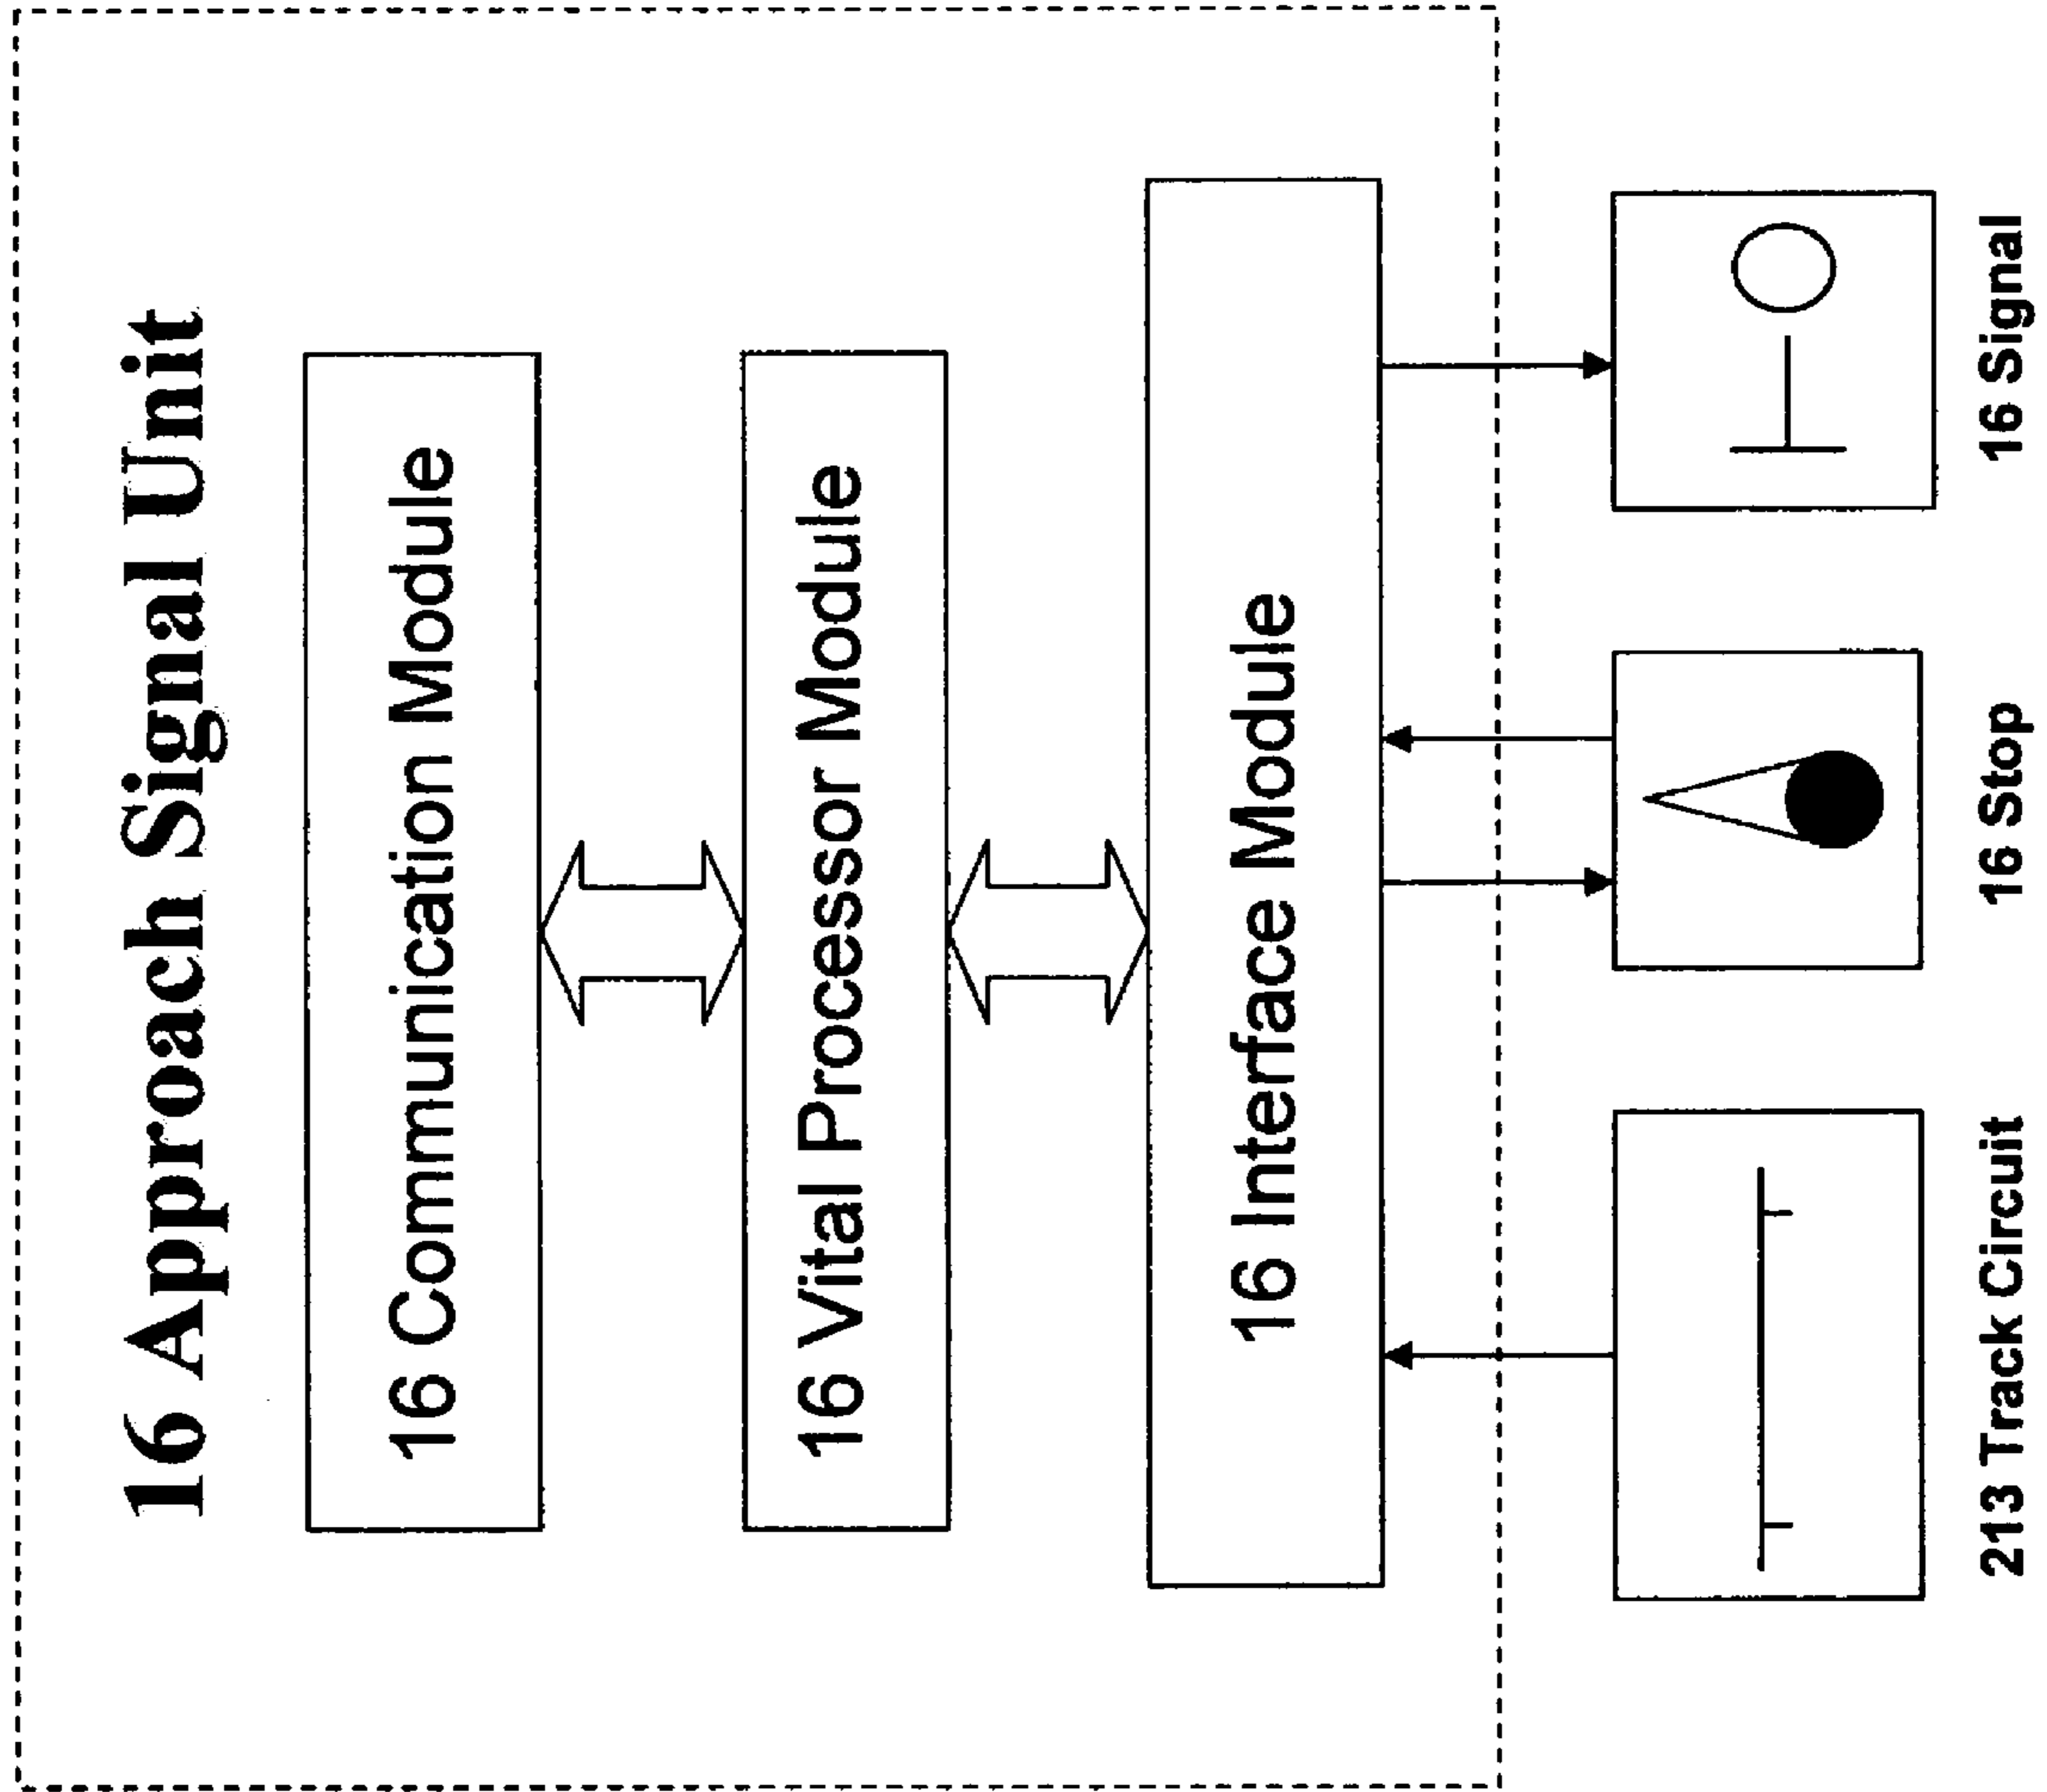 16 Approach Signal Unit
16 Communication Module
16 Vital Processor Module
16 Interface Module
213 Track Circuit
16 Stop
16 Signal